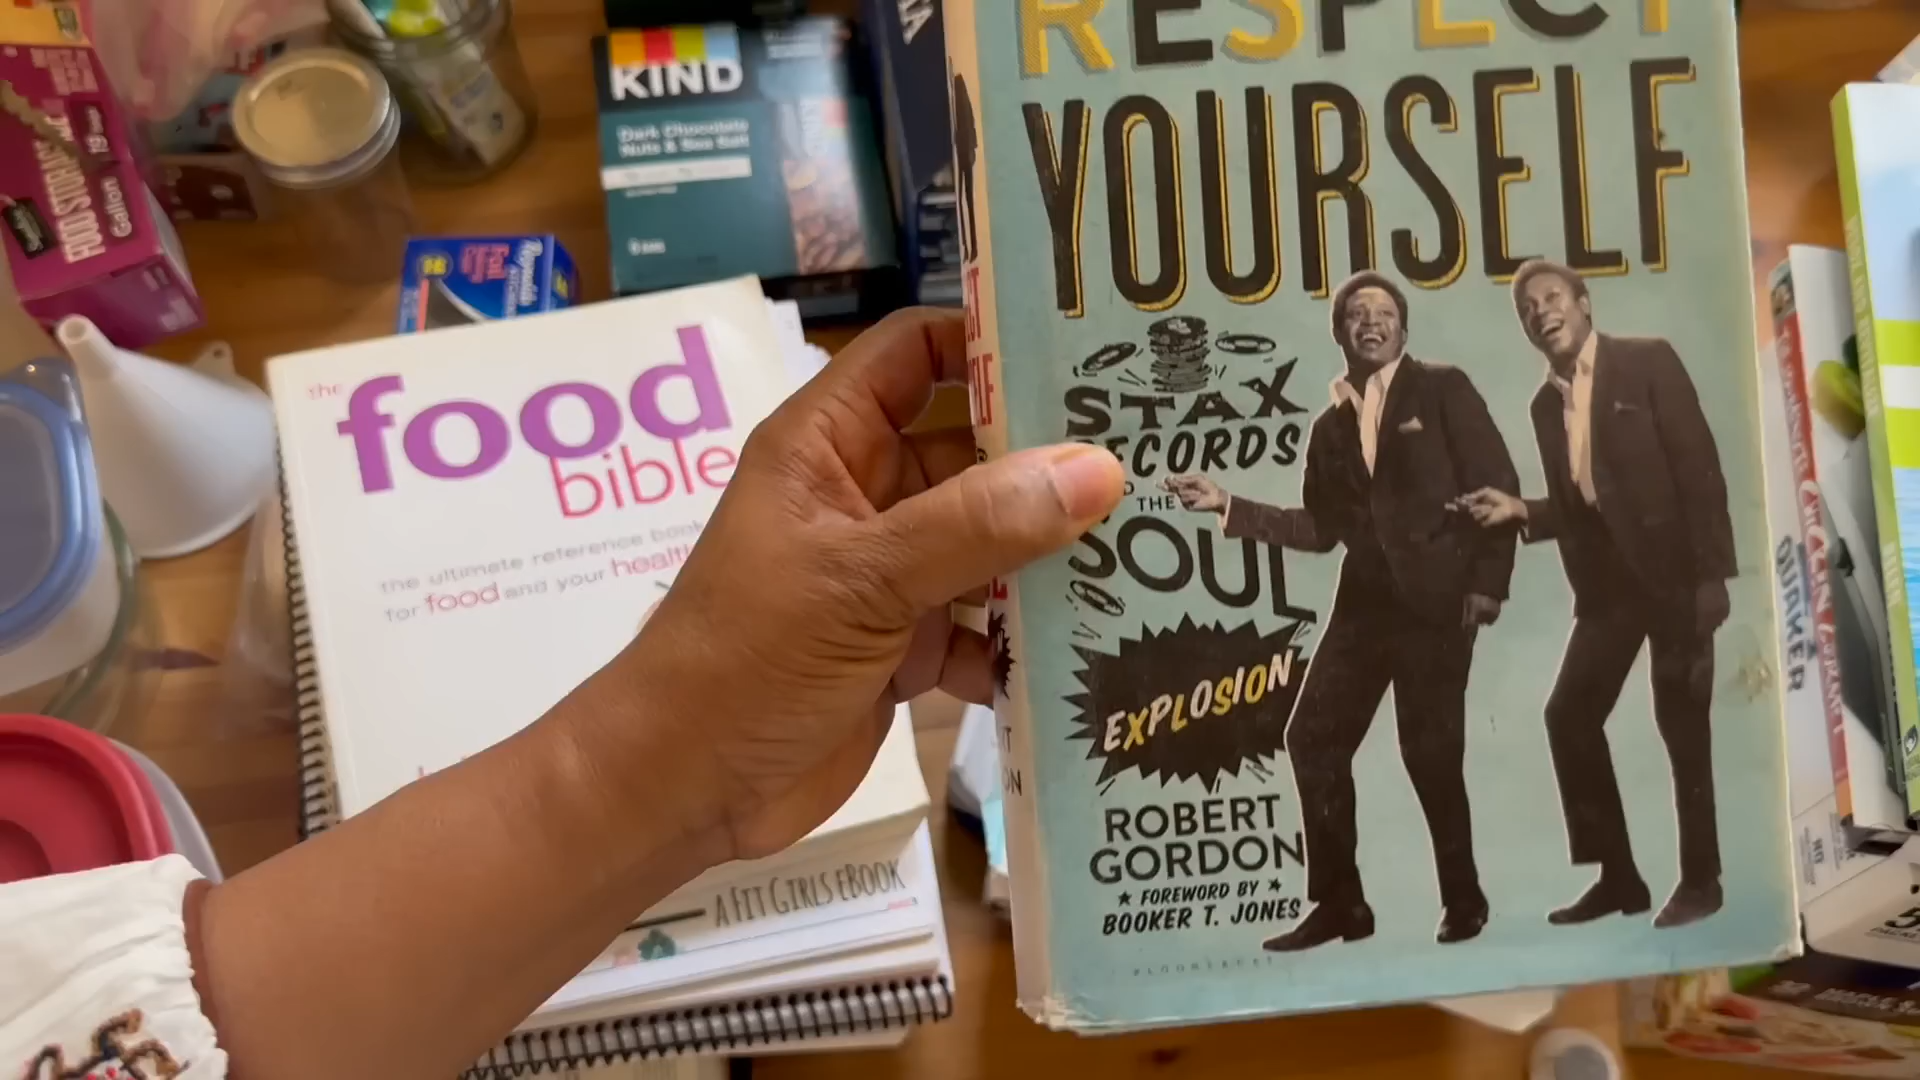 RESPECT
YOURSELF
STAX
RECORDS
THE
SOUL
EXPLOSION
ROBERT
GORDON
★ FOREWORD BY ★
BOOKER T. JONES
BLOOMSBURY
the
food
bible
the ultimate reference book
for food and your health
A FIT GIRLS EBOOK
KIND
Dark Chocolate
Nuts & Sea Salt
FOOD STORAGE
Gallon
19
Reynolds
Foil
QUAKER